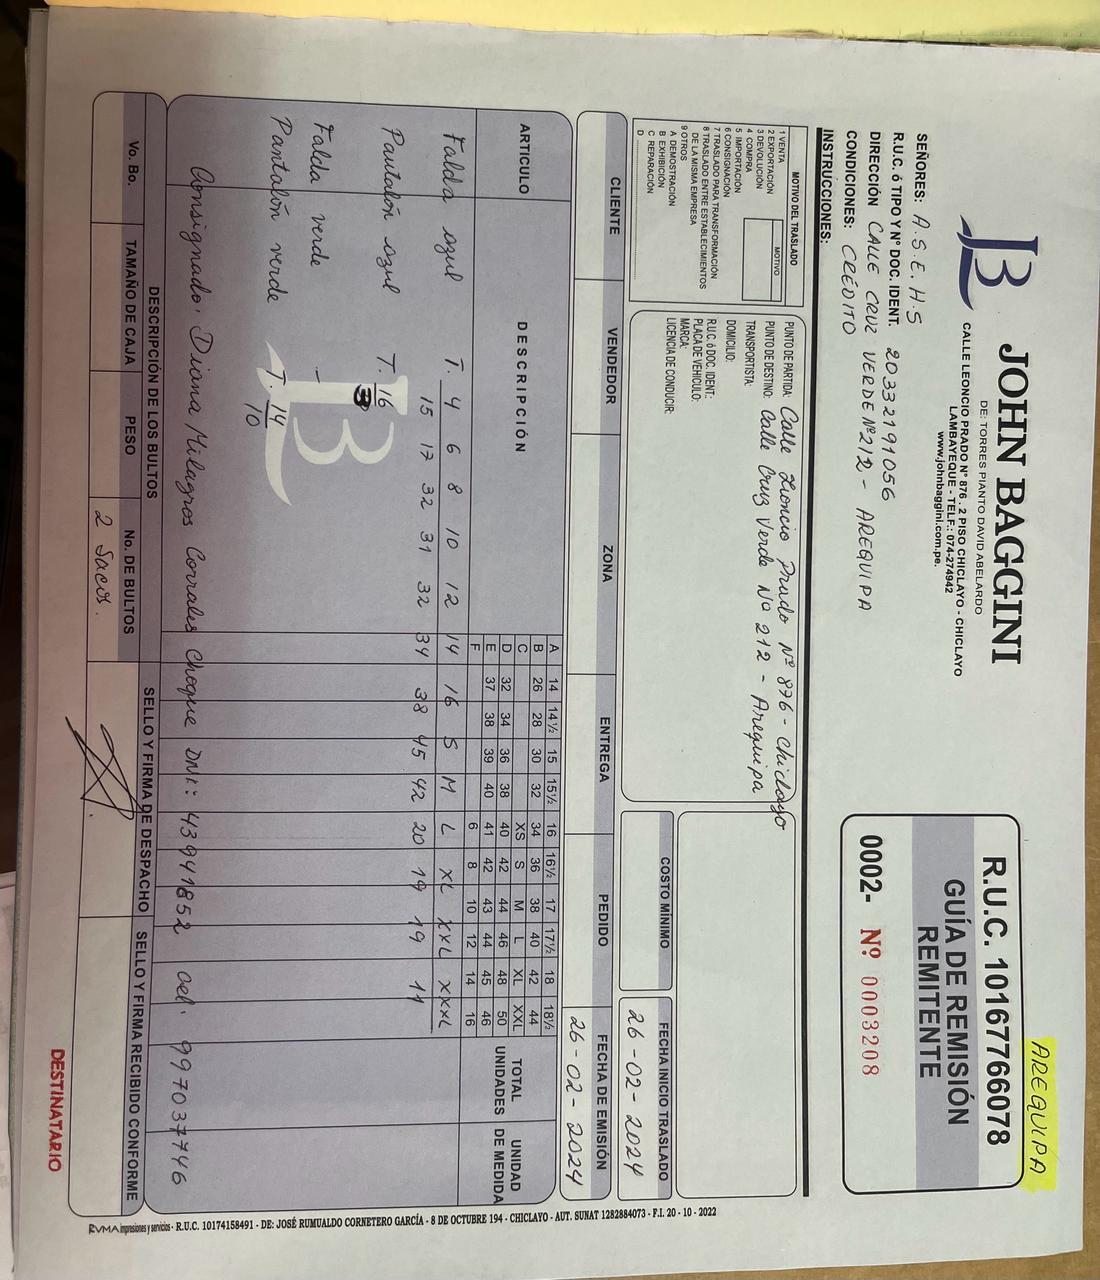 AREQUIPA
JOHN BAGGINI
DE: TORRES PIANTO DAVID ABELARDO
CALLE LEONCIO PRADO N° 876 . 2 PISO CHICLAYO - CHICLAYO
LAMBAYEQUE - TELF.: 074-274942
www.johnbaggini.com.pe.
R.U.C. 10167766078
GUÍA DE REMISIÓN
REMITENTE
0002- Nº 0003208
SEÑORES: A.S.E.H.S
R.U.C. ó TIPO Y N° DOC. IDENT. 20332191056
DIRECCIÓN CALLE CRUZ VERDE Nº 212 - AREQUIPA
CONDICIONES: CRÉDITO
INSTRUCCIONES:
MOTIVO DEL TRASLADO
1 VENTA
2 EXPORTACIÓN
3 DEVOLUCIÓN
4 COMPRA
5 IMPORTACIÓN
6 CONSIGNACIÓN
7 TRASLADO PARA TRANSFORMACIÓN
8 TRASLADO ENTRE ESTABLECIMIENTOS
DE LA MISMA EMPRESA
9 OTROS
A DEMOSTRACIÓN
B EXHIBICIÓN
C REPARACIÓN
D
MOTIVO
PUNTO DE PARTIDA: Calle Leoncio Prado Nº 876 - Chiclayo
PUNTO DE DESTINO: Calle Cruz Verde Nº 212 - Arequipa
TRANSPORTISTA:
DOMICILIO:
R.U.C. ó DOC. IDENT.:
PLACA DE VEHICULO:
MARCA:
LICENCIA DE CONDUCIR:
COSTO MÍNIMO
FECHA INICIO TRASLADO
26-02-2024
CLIENTE VENDEDOR ZONA ENTREGA PEDIDO FECHA DE EMISIÓN
26-02-2024
ARTICULO DESCRIPCIÓN
A 14 14½ 15 15½ 16 16½ 17 17½ 18 18½
B 26 28 30 32 34 36 38 40 42 44
C XS S M L XL XXL
D 32 34 36 38 40 42 44 46 48 50
E 37 38 39 40 41 42 43 44 45 46
F 6 8 10 12 14 16
TOTAL UNIDADES
UNIDAD DE MEDIDA
Falda azul T. 4 6 8 10 12 14 16 S M L XL XXL XXXL
15 17 32 31 32 34 38 45 42 20 19 19 11
Pantalón azul T. 16
3
Falda verde -
Pantalón verde T. 14
10
Consignado: Diana Milagros Corrales Choque DNI: 43941852 Cel. 997037746
DESCRIPCIÓN DE LOS BULTOS SELLO Y FIRMA DE DESPACHO SELLO Y FIRMA RECIBIDO CONFORME
Vo. Bo. TAMAÑO DE CAJA PESO No. DE BULTOS
2 Sacos.
DESTINATARIO
RVMA impresiones y servicios - R.U.C. 10174158491 - DE: JOSÉ RUMUALDO CORNETERO GARCÍA - 8 DE OCTUBRE 194 - CHICLAYO - AUT. SUNAT 1282884073 - F.I. 20 - 10 - 2022